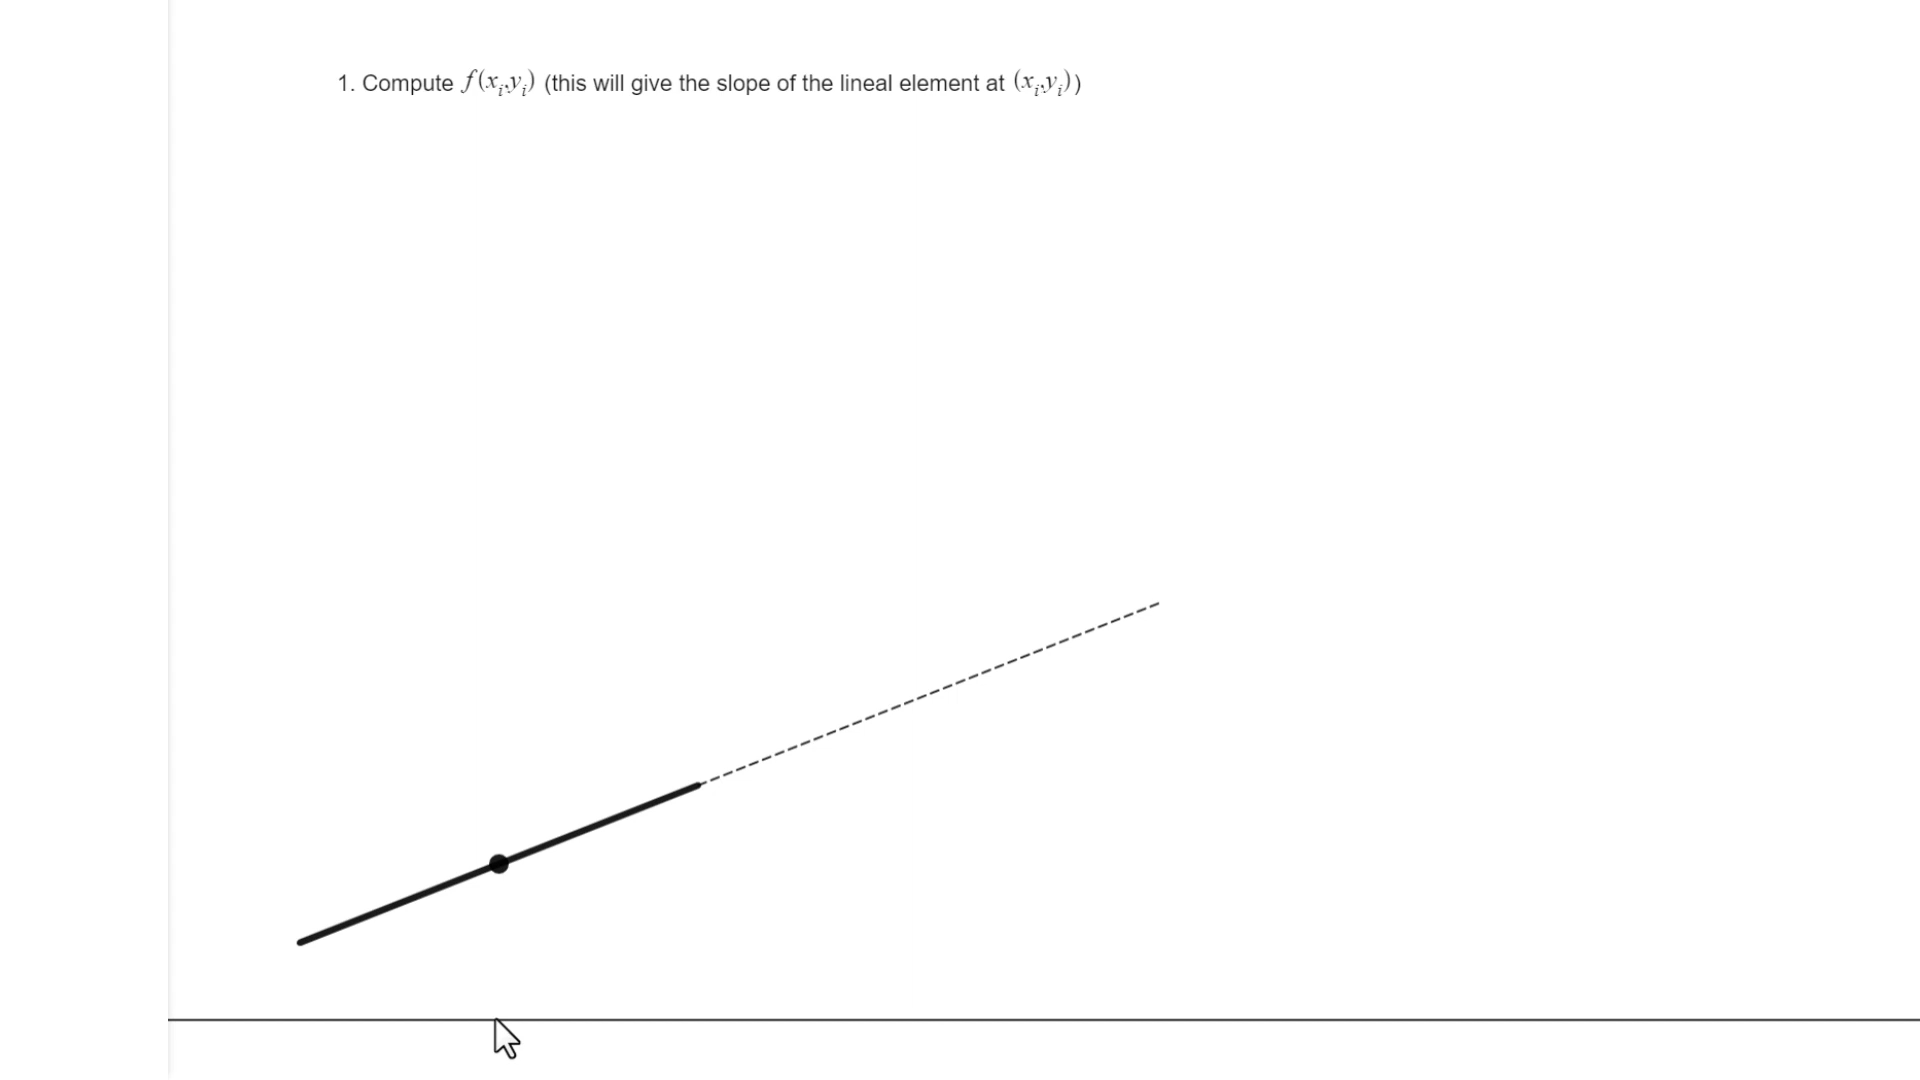 1. Compute f(xᵢ,yᵢ) (this will give the slope of the lineal element at (xᵢ,yᵢ))